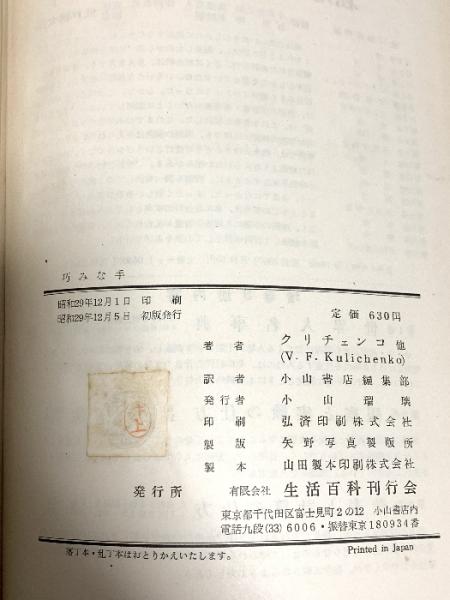 巧みな手
昭和29年12月1日 印刷
昭和29年12月5日 初版発行
定価 630円
著者 クリチェンコ他
(V. F. Kulichenko)
訳者 小山書店編集部
発行者 小山瑞瑛
印刷 弘済印刷株式会社
製版 矢野写真製版所
製本 山田製本印刷株式会社
発行所 有限会社 生活百科刊行会
東京都千代田区富士見町2の12 小山書店内
電話九段(33)6006・振替東京180934番
落丁本・乱丁本はおとりかえいたします。
Printed in Japan